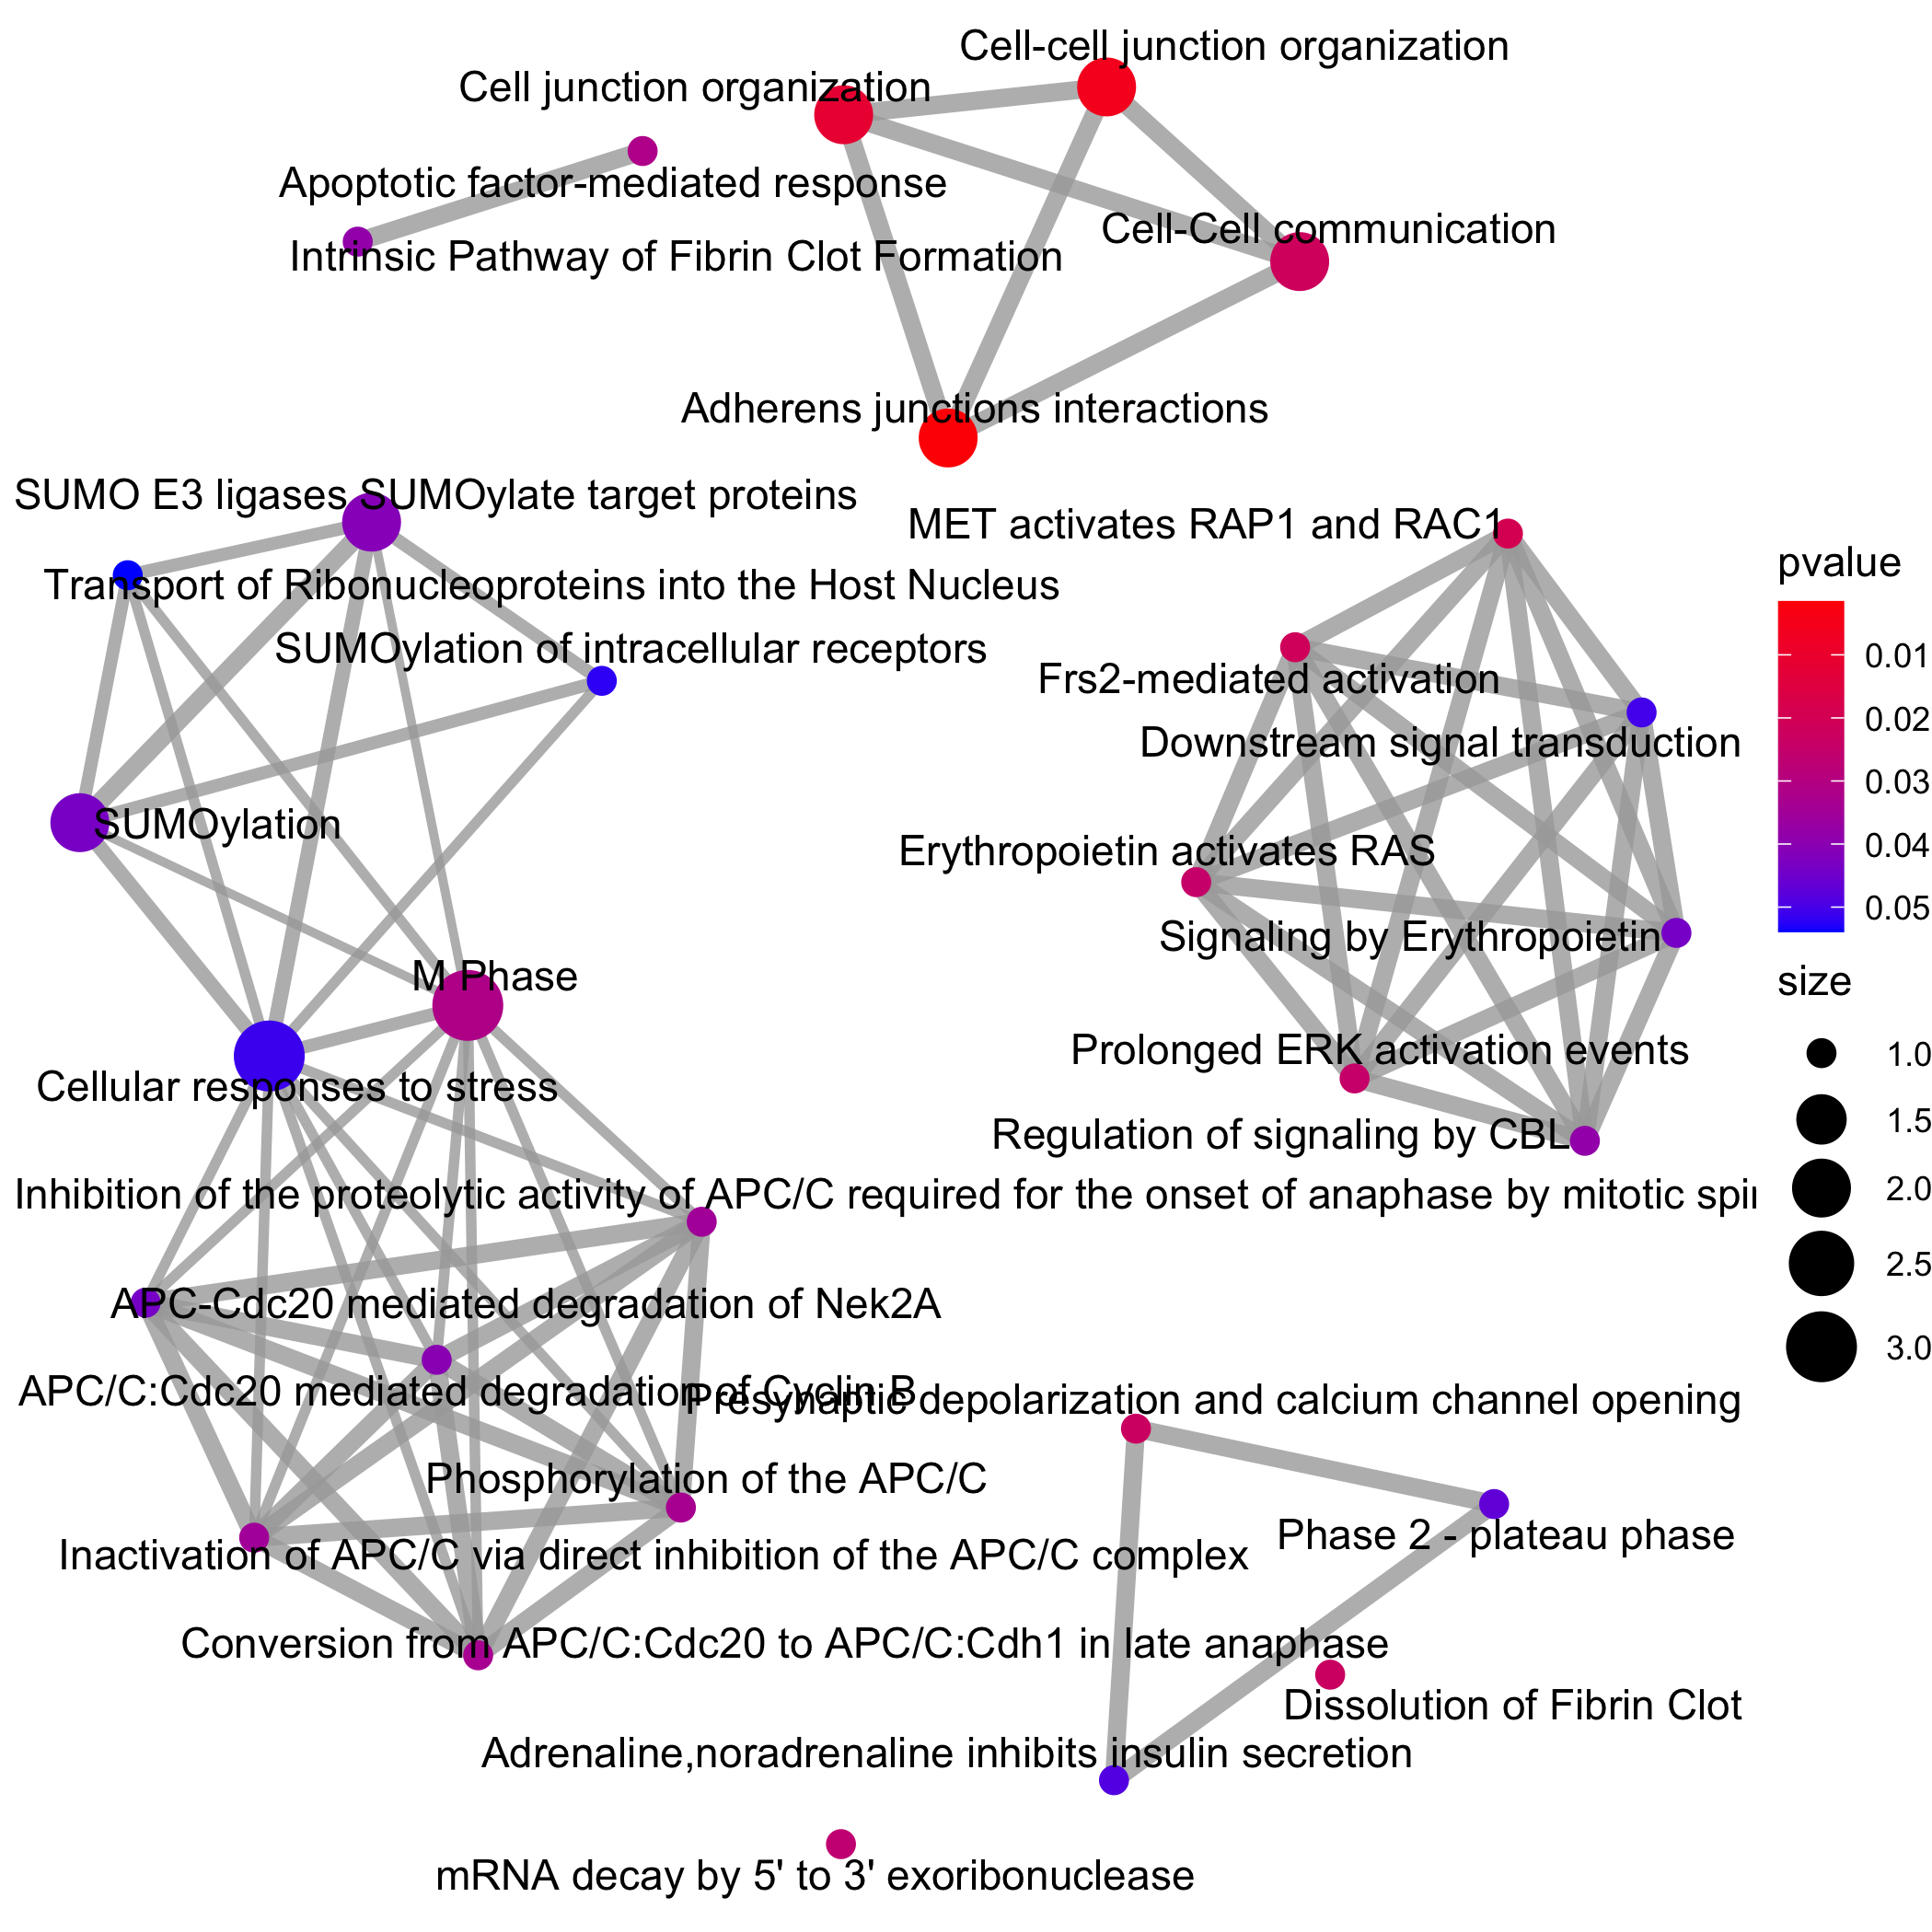 Cell-cell junction organization
Cell junction organization
Apoptotic factor-mediated response
Cell-Cell communication
Intrinsic Pathway of Fibrin Clot Formation
Adherens junctions interactions
SUMO E3 ligases SUMOylate target proteins
MET activates RAP1 and RAC1
Transport of Ribonucleoproteins into the Host Nucleus
SUMOylation of intracellular receptors
Frs2-mediated activation
Downstream signal transduction
SUMOylation
Erythropoietin activates RAS
Signaling by Erythropoietin
M Phase
Prolonged ERK activation events
Cellular responses to stress
Regulation of signaling by CBL
Inhibition of the proteolytic activity of APC/C required for the onset of anaphase by mitotic spin
APC-Cdc20 mediated degradation of Nek2A
APC/C:Cdc20 mediated degradation of Cyclin B
Presynaptic depolarization and calcium channel opening
Phosphorylation of the APC/C
Phase 2 - plateau phase
Inactivation of APC/C via direct inhibition of the APC/C complex
Conversion from APC/C:Cdc20 to APC/C:Cdh1 in late anaphase
Dissolution of Fibrin Clot
Adrenaline,noradrenaline inhibits insulin secretion
mRNA decay by 5' to 3' exoribonuclease
pvalue
0.01
0.02
0.03
0.04
0.05
size
1.0
1.5
2.0
2.5
3.0